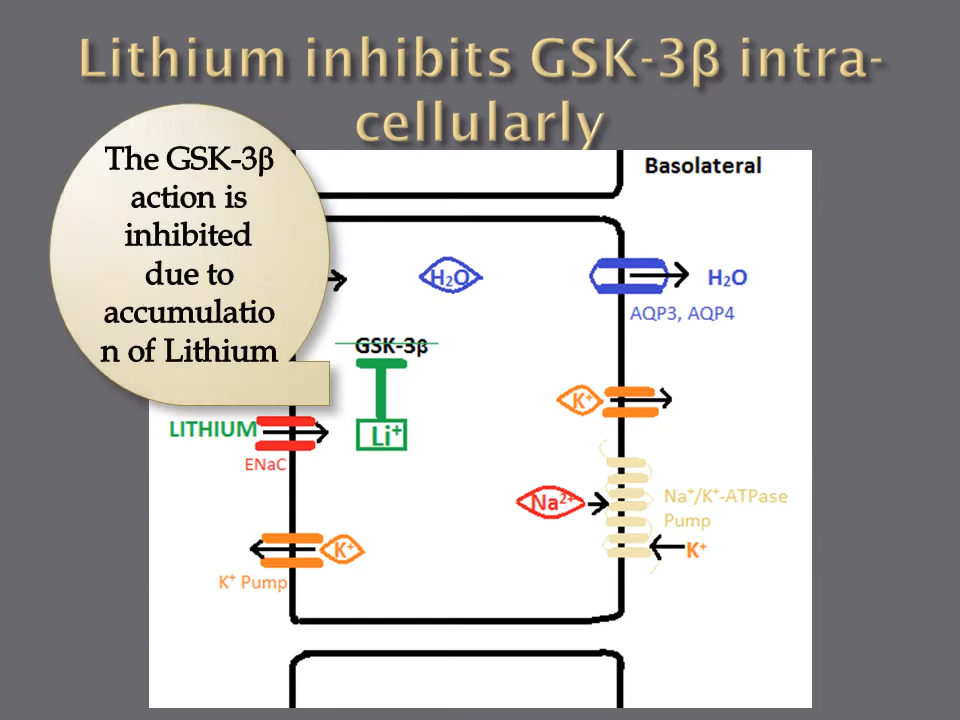 Lithium inhibits GSK-3β intra-
cellularly
The GSK-3β
action is
inhibited
due to
accumulatio
n of Lithium
Basolateral
H₂O
H₂O
AQP3, AQP4
GSK-3β
K⁺
LITHIUM
Li⁺
ENaC
Na²⁺
Na⁺/K⁺-ATPase
Pump
K⁺
K⁺
K⁺ Pump